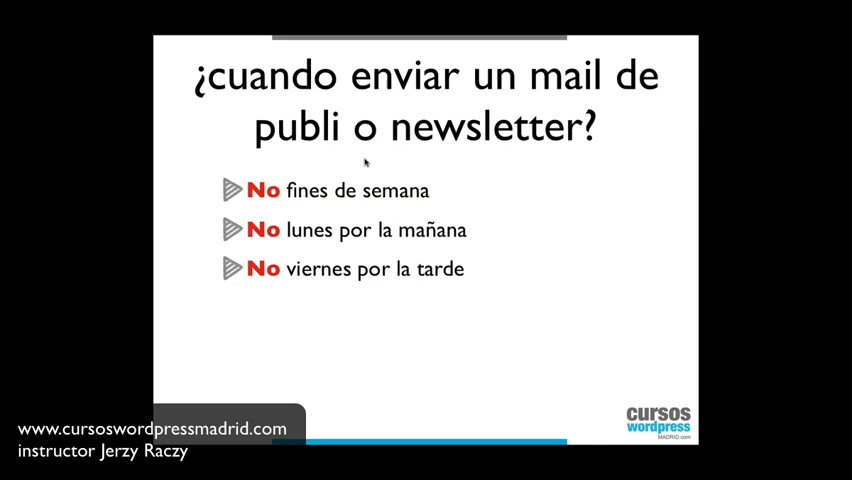 ¿cuando enviar un mail de
publi o newsletter?
No fines de semana
No lunes por la mañana
No viernes por la tarde
cursos
wordpress
MADRID.com
www.cursoswordpressmadrid.com
instructor Jerzy Raczy